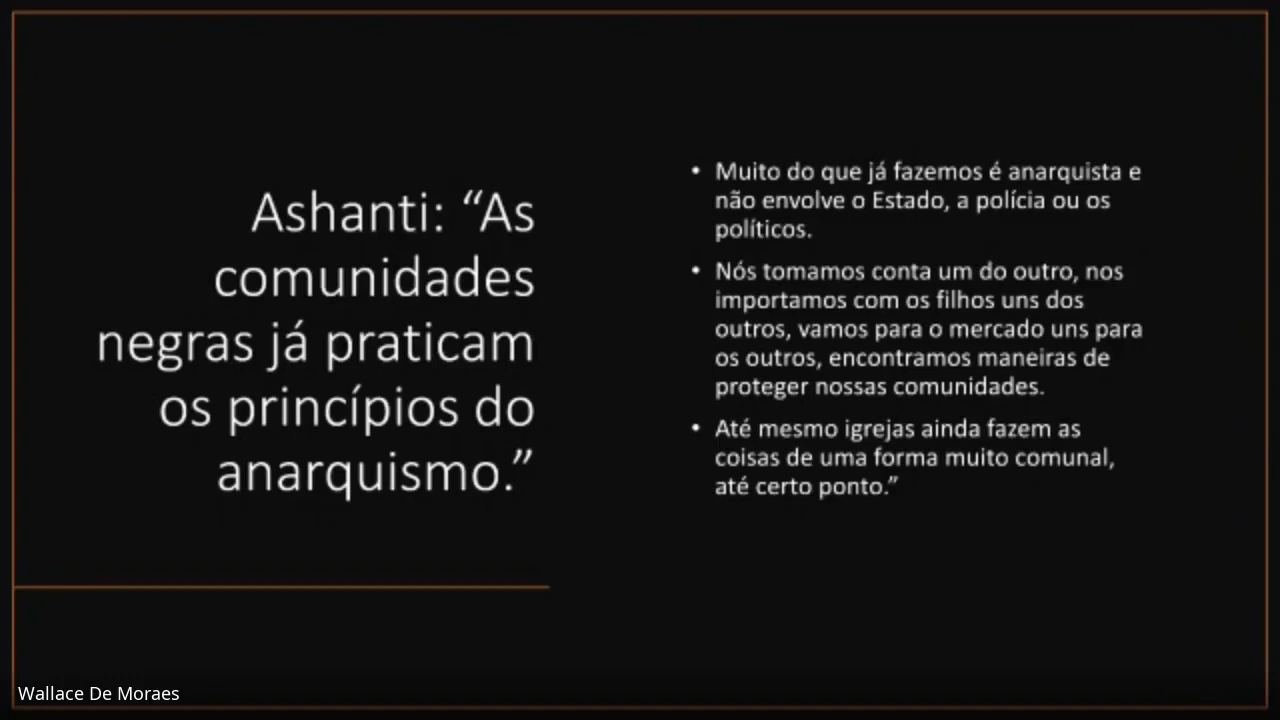 Ashanti: “As
comunidades
negras já praticam
os princípios do
anarquismo.”
• Muito do que já fazemos é anarquista e
não envolve o Estado, a polícia ou os
políticos.
• Nós tomamos conta um do outro, nos
importamos com os filhos uns dos
outros, vamos para o mercado uns para
os outros, encontramos maneiras de
proteger nossas comunidades.
• Até mesmo igrejas ainda fazem as
coisas de uma forma muito comunal,
até certo ponto.”
Wallace De Moraes